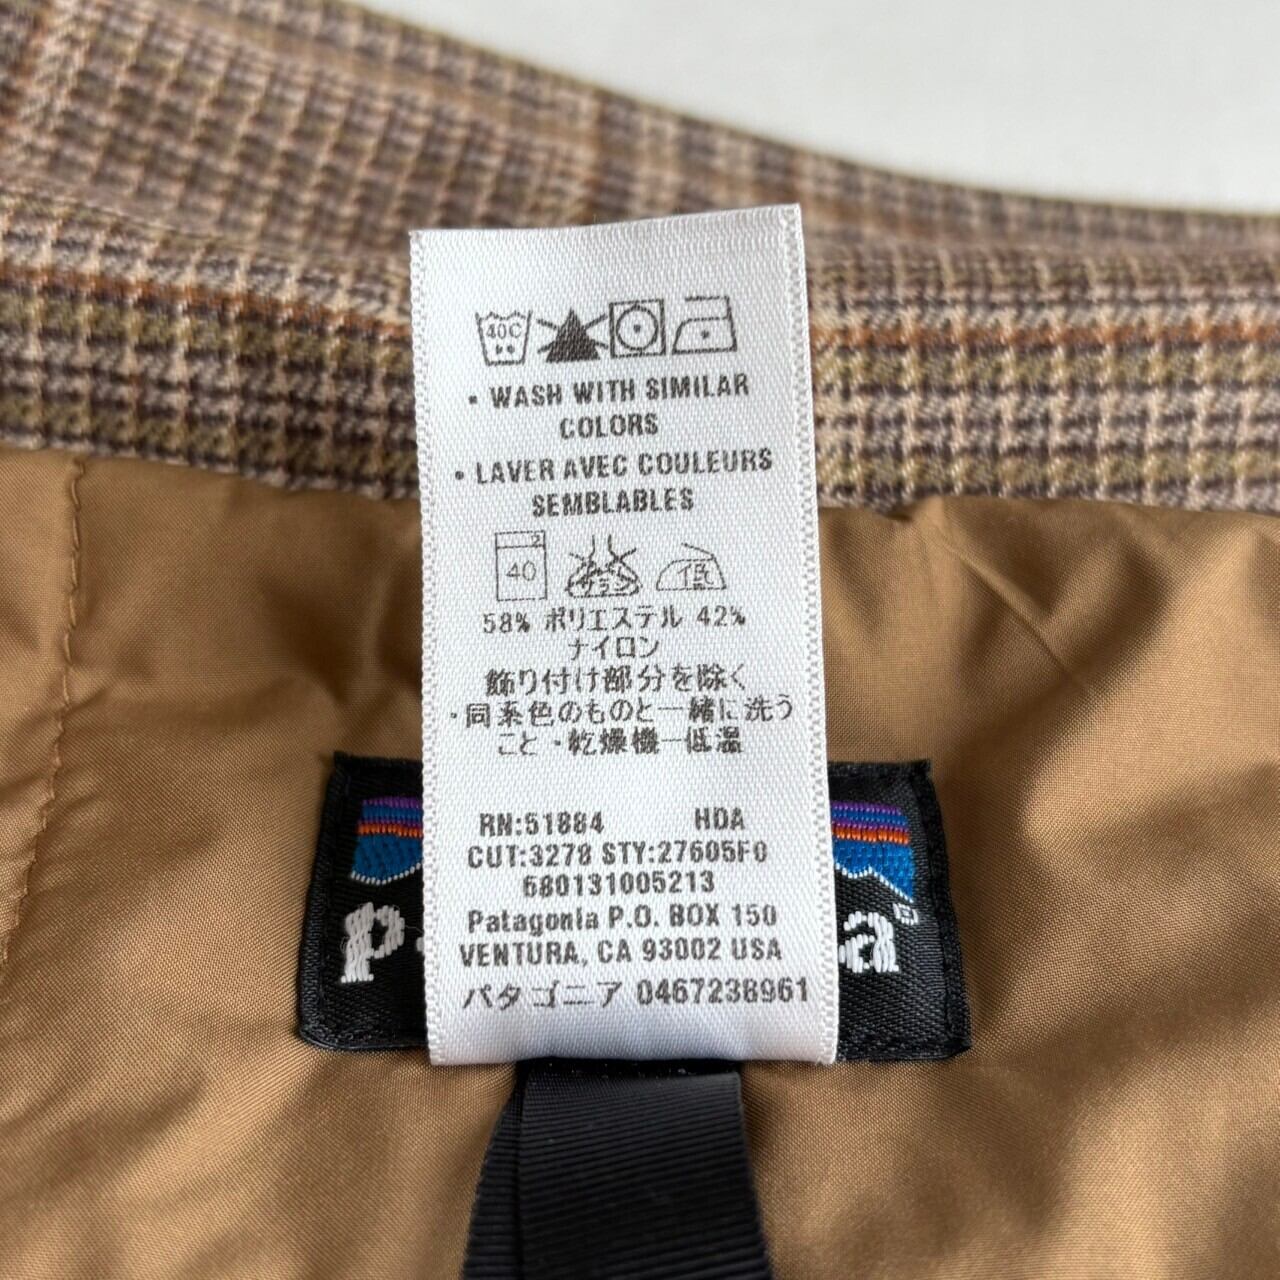 40C
• WASH WITH SIMILAR
COLORS
• LAVER AVEC COULEURS
SEMBLABLES
2
40
低
58% ポリエステル 42%
ナイロン
飾り付け部分を除く
・同系色のものと一緒に洗う
こと・乾燥機―低温
RN:51884 HDA
CUT:3278 STY:27605F0
680131005213
Patagonia P.O. BOX 150
VENTURA, CA 93002 USA
パタゴニア 0467238961